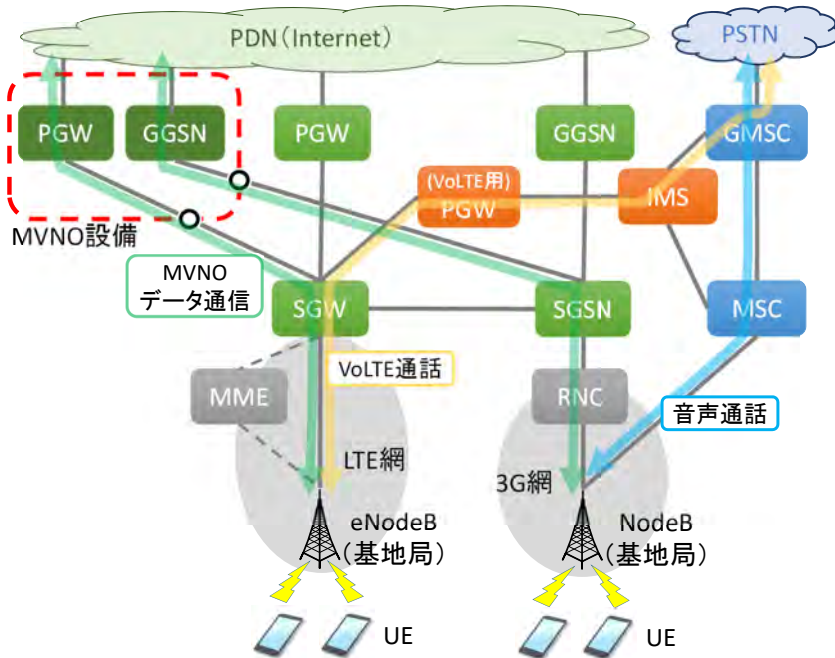 PDN(Internet)
PSTN
PGW
GGSN
PGW
GGSN
GMSC
(VoLTE用)
PGW
IMS
MVNO設備
MVNO
データ通信
SGW
SGSN
MSC
VoLTE通話
MME
RNC
音声通話
LTE網
3G網
eNodeB
(基地局)
NodeB
(基地局)
UE
UE